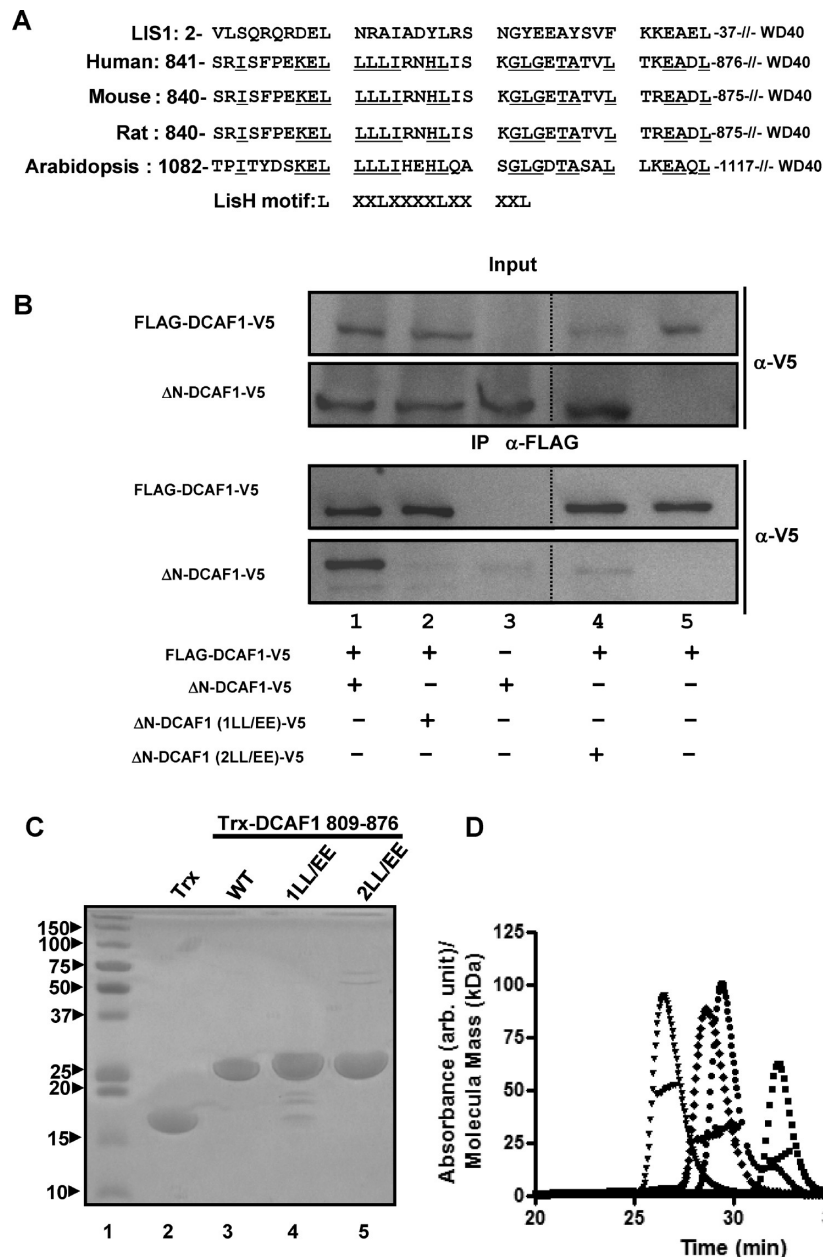 A
LIS1: 2- VLSQRQRDEL NRAIADYLRS NGYEEAYSVF KKEAEL -37-//- WD40
Human: 841- SRISFPEKEL LLLIRNHLIS KGLGETATVL TKEADL -876-//- WD40
Mouse : 840- SRISFPEKEL LLLIRNHLIS KGLGETATVL TREADL -875-//- WD40
Rat : 840- SRISFPEKEL LLLIRNHLIS KGLGETATVL TREADL -875-//- WD40
Arabidopsis : 1082- TPITYDSKEL LLLIHEHLQA SGLGDTASAL LKEAQL -1117-//- WD40
LisH motif: L XXLXXXXLXX XXL
B
Input
FLAG-DCAF1-V5
ΔN-DCAF1-V5
α-V5
IP α-FLAG
FLAG-DCAF1-V5
ΔN-DCAF1-V5
α-V5
1 2 3 4 5
FLAG-DCAF1-V5 + + − + +
ΔN-DCAF1-V5 + − + − −
ΔN-DCAF1 (1LL/EE)-V5 − + − − −
ΔN-DCAF1 (2LL/EE)-V5 − − − + −
C
Trx-DCAF1 809-876
Trx WT 1LL/EE 2LL/EE
150
100
75
50
37
25
20
15
10
1 2 3 4 5
D
Absorbance (arb. unit)/
Molecula Mass (kDa)
125
100
75
50
25
0
20 25 30
Time (min)